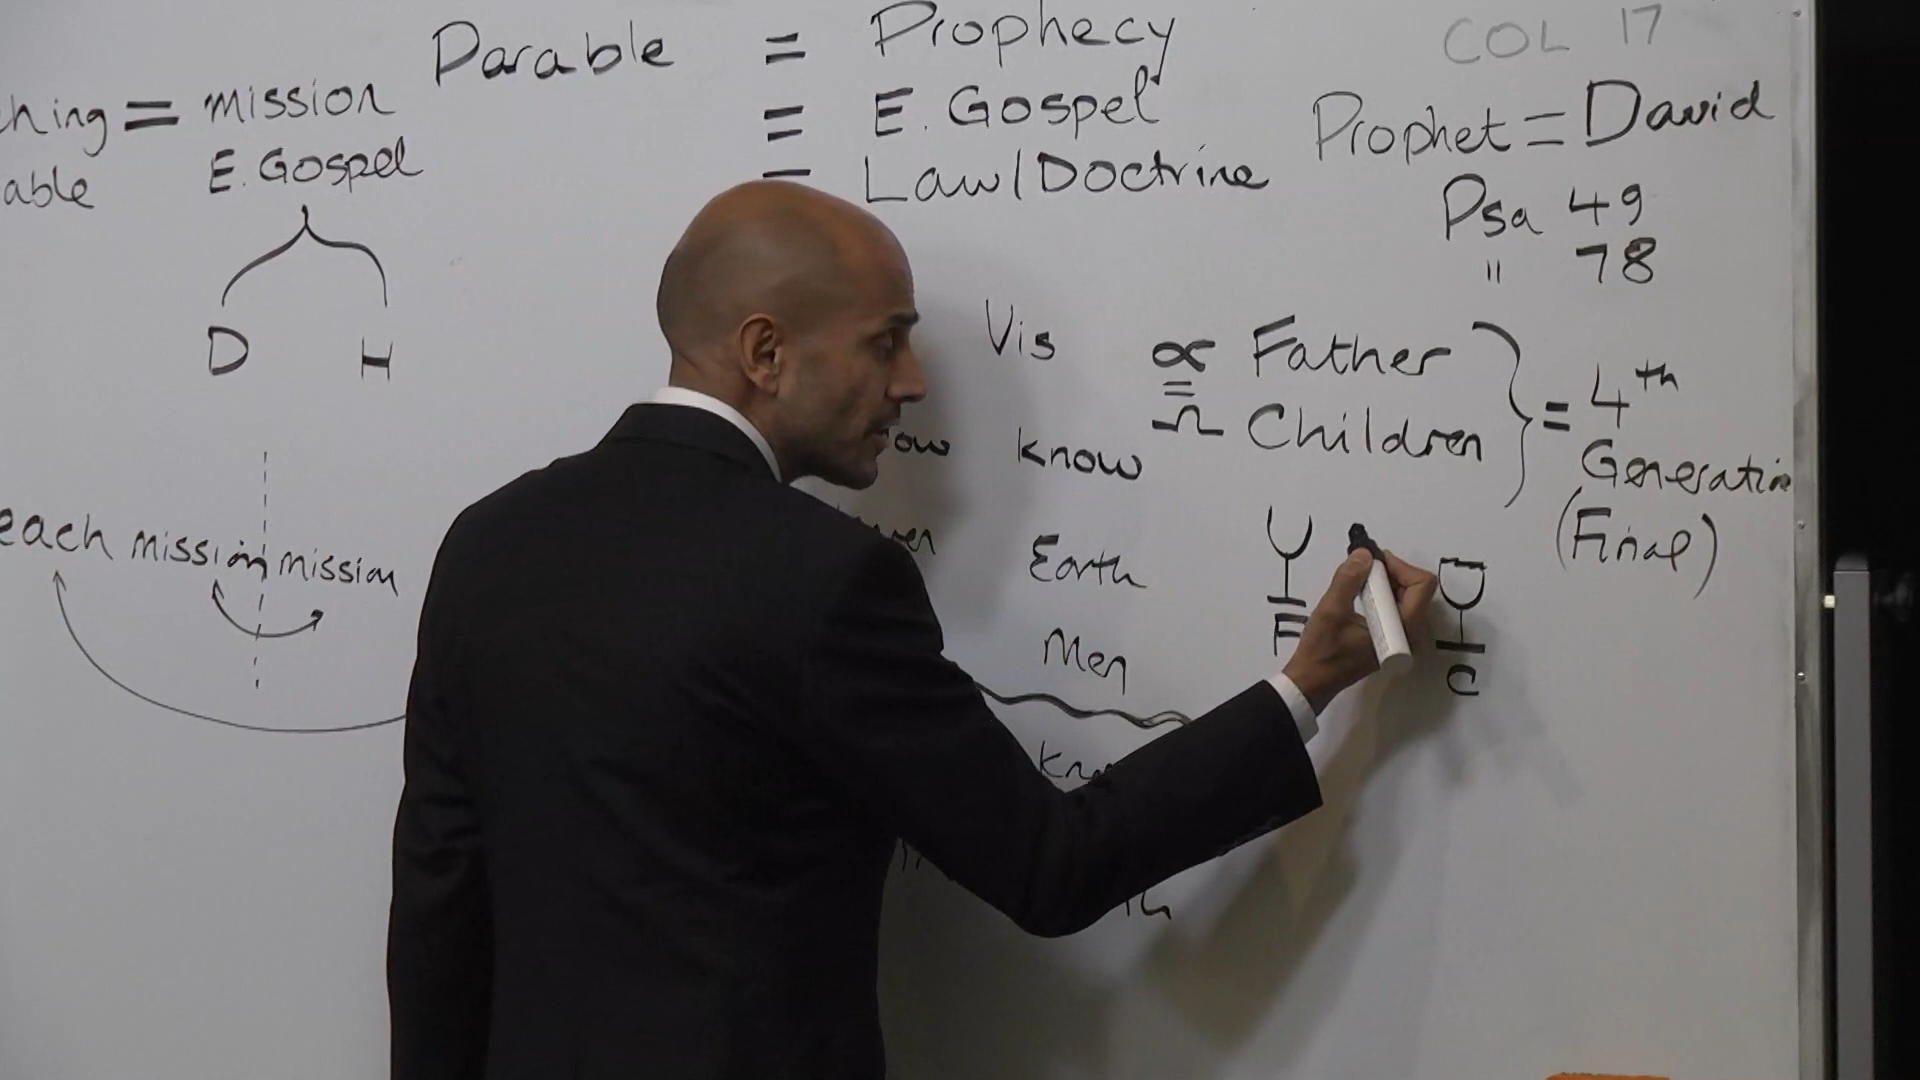 Parable = Prophecy
= E. Gospel
= Law/Doctrine
COL 17
Prophet = David
Psa 49
" 78
ching = mission
able E. Gospel
D H
each mission mission
Vis
∝ Father
=
Ω Children
= 4th
Generation
(Final)
ow know
Earth
Men
F
C